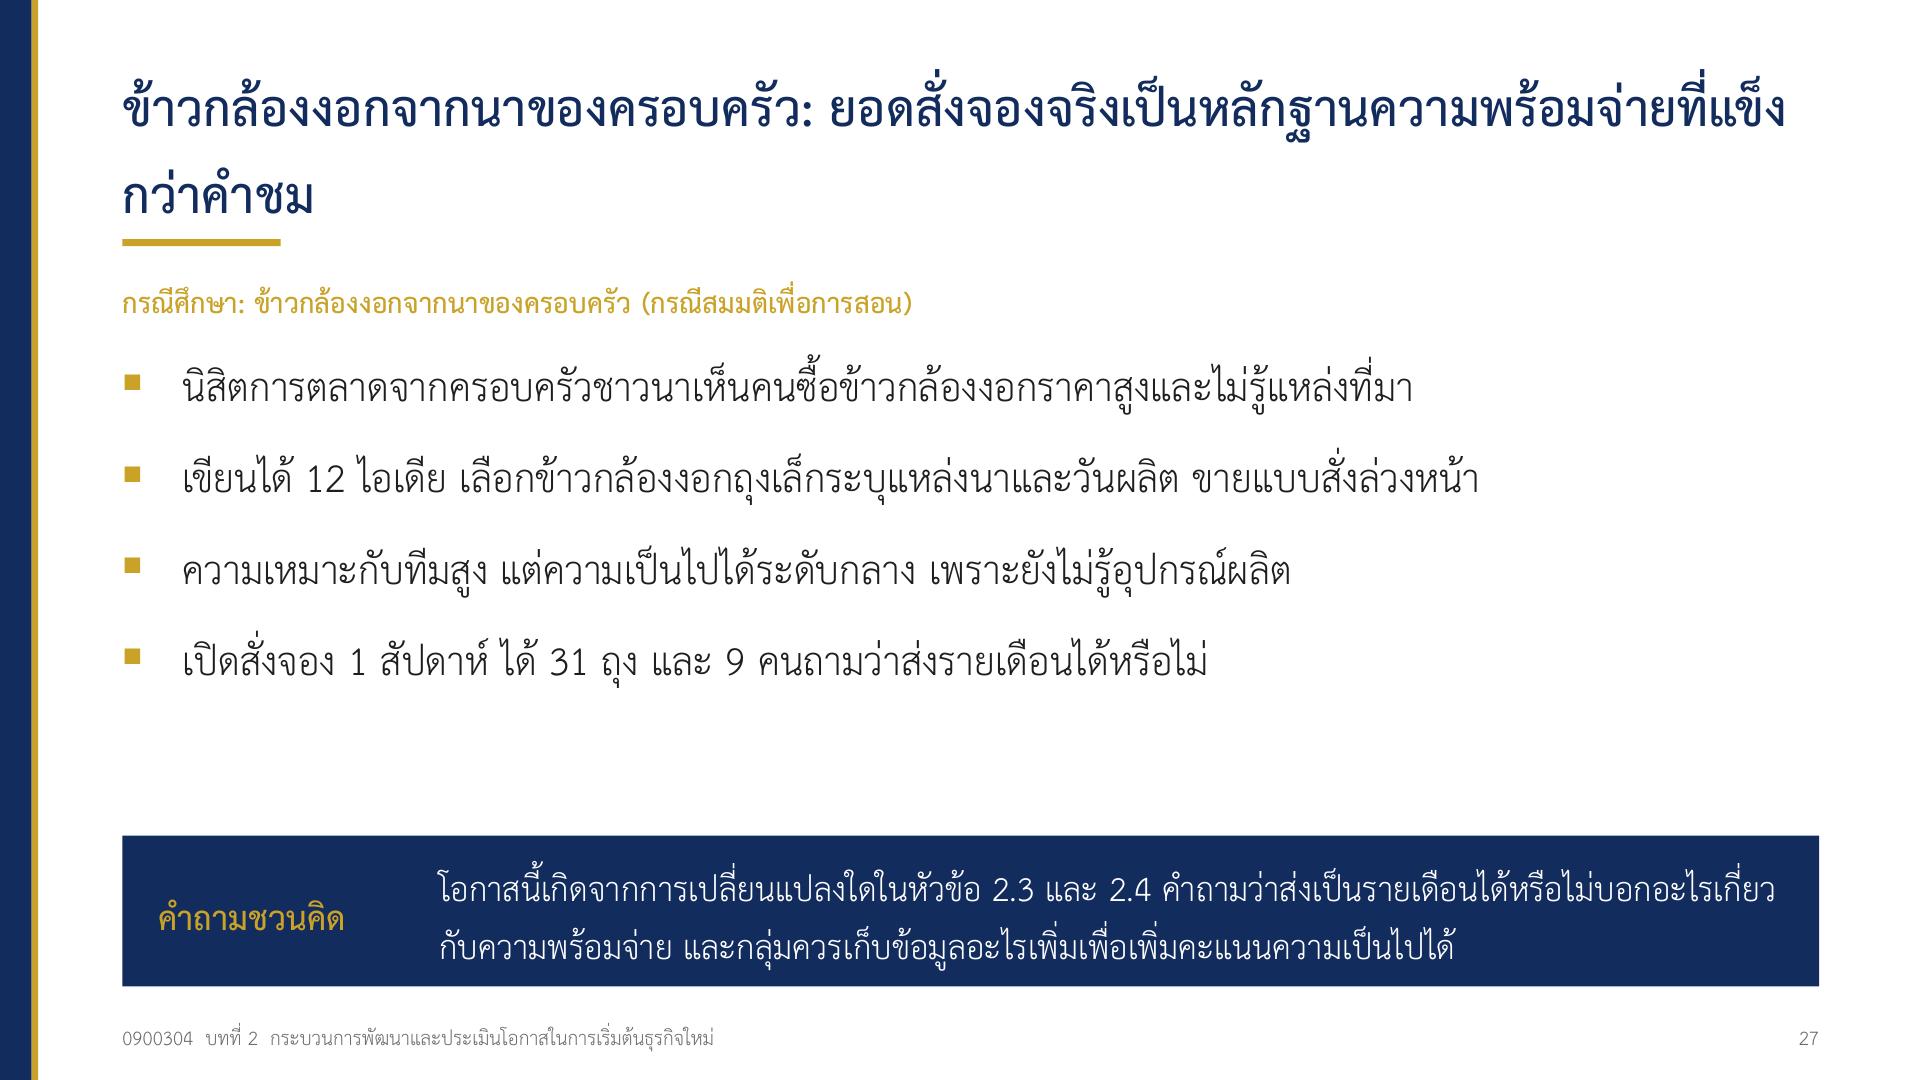 ข้าวกล้องงอกจากนาของครอบครัว: ยอดสั่งจองจริงเป็นหลักฐานความพร้อมจ่ายที่แข็ง
กว่าคำชม
กรณีศึกษา: ข้าวกล้องงอกจากนาของครอบครัว (กรณีสมมติเพื่อการสอน)
▪ นิสิตการตลาดจากครอบครัวชาวนาเห็นคนซื้อข้าวกล้องงอกราคาสูงและไม่รู้แหล่งที่มา
▪ เขียนได้ 12 ไอเดีย เลือกข้าวกล้องงอกถุงเล็กระบุแหล่งนาและวันผลิต ขายแบบสั่งล่วงหน้า
▪ ความเหมาะกับทีมสูง แต่ความเป็นไปได้ระดับกลาง เพราะยังไม่รู้อุปกรณ์ผลิต
▪ เปิดสั่งจอง 1 สัปดาห์ ได้ 31 ถุง และ 9 คนถามว่าส่งรายเดือนได้หรือไม่
คำถามชวนคิด
โอกาสนี้เกิดจากการเปลี่ยนแปลงใดในหัวข้อ 2.3 และ 2.4 คำถามว่าส่งเป็นรายเดือนได้หรือไม่บอกอะไรเกี่ยว
กับความพร้อมจ่าย และกลุ่มควรเก็บข้อมูลอะไรเพิ่มเพื่อเพิ่มคะแนนความเป็นไปได้
0900304 บทที่ 2 กระบวนการพัฒนาและประเมินโอกาสในการเริ่มต้นธุรกิจใหม่
27